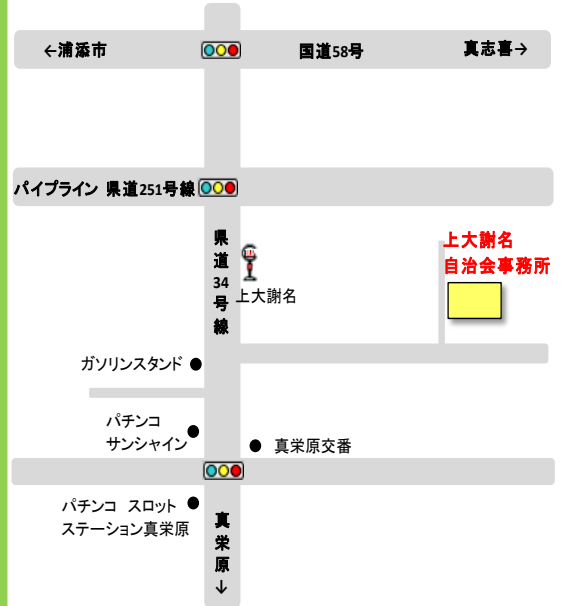 ←浦添市
国道58号
真志喜→
パイプライン 県道251号線
県道34号線
上大謝名
上大謝名
自治会事務所
ガソリンスタンド
パチンコ
サンシャイン
真栄原交番
パチンコ スロット
ステーション真栄原
真栄原↓